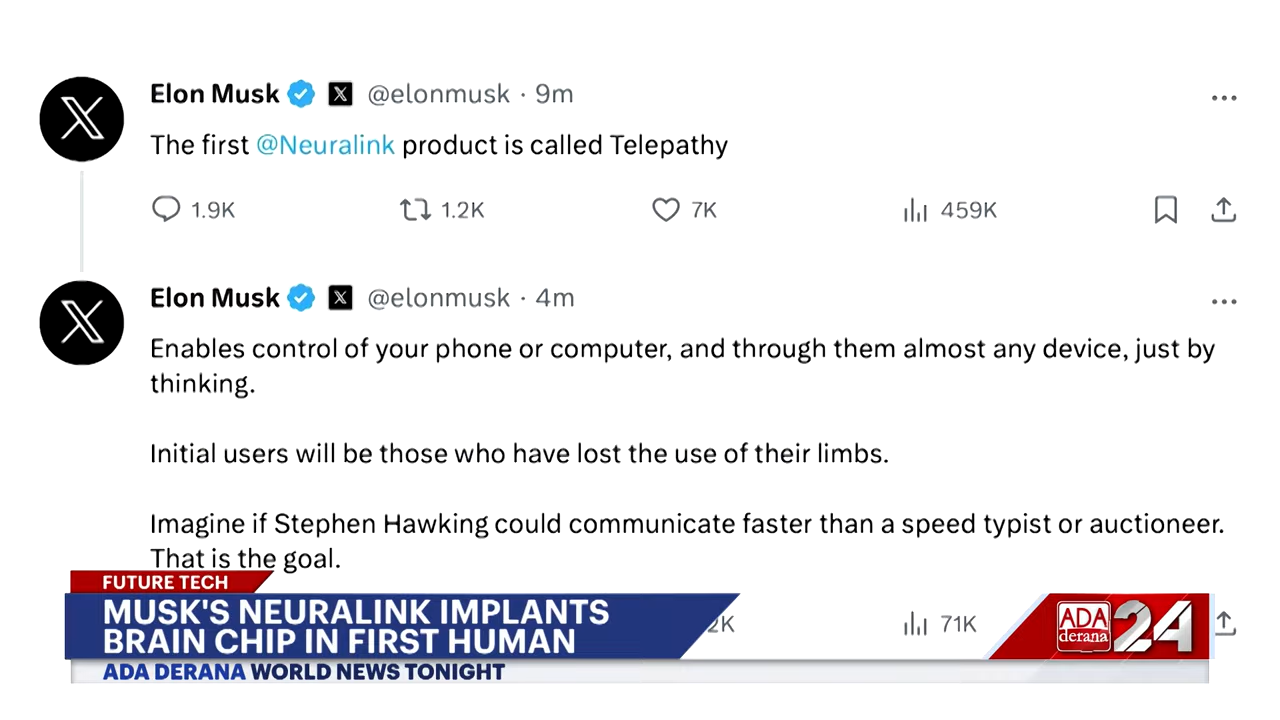 Elon Musk @elonmusk · 9m
The first @Neuralink product is called Telepathy
1.9K 1.2K 7K 459K
Elon Musk @elonmusk · 4m
Enables control of your phone or computer, and through them almost any device, just by
thinking.
Initial users will be those who have lost the use of their limbs.
Imagine if Stephen Hawking could communicate faster than a speed typist or auctioneer.
That is the goal.
71K
FUTURE TECH
MUSK'S NEURALINK IMPLANTS
BRAIN CHIP IN FIRST HUMAN
ADA DERANA WORLD NEWS TONIGHT
ADA
derana
24